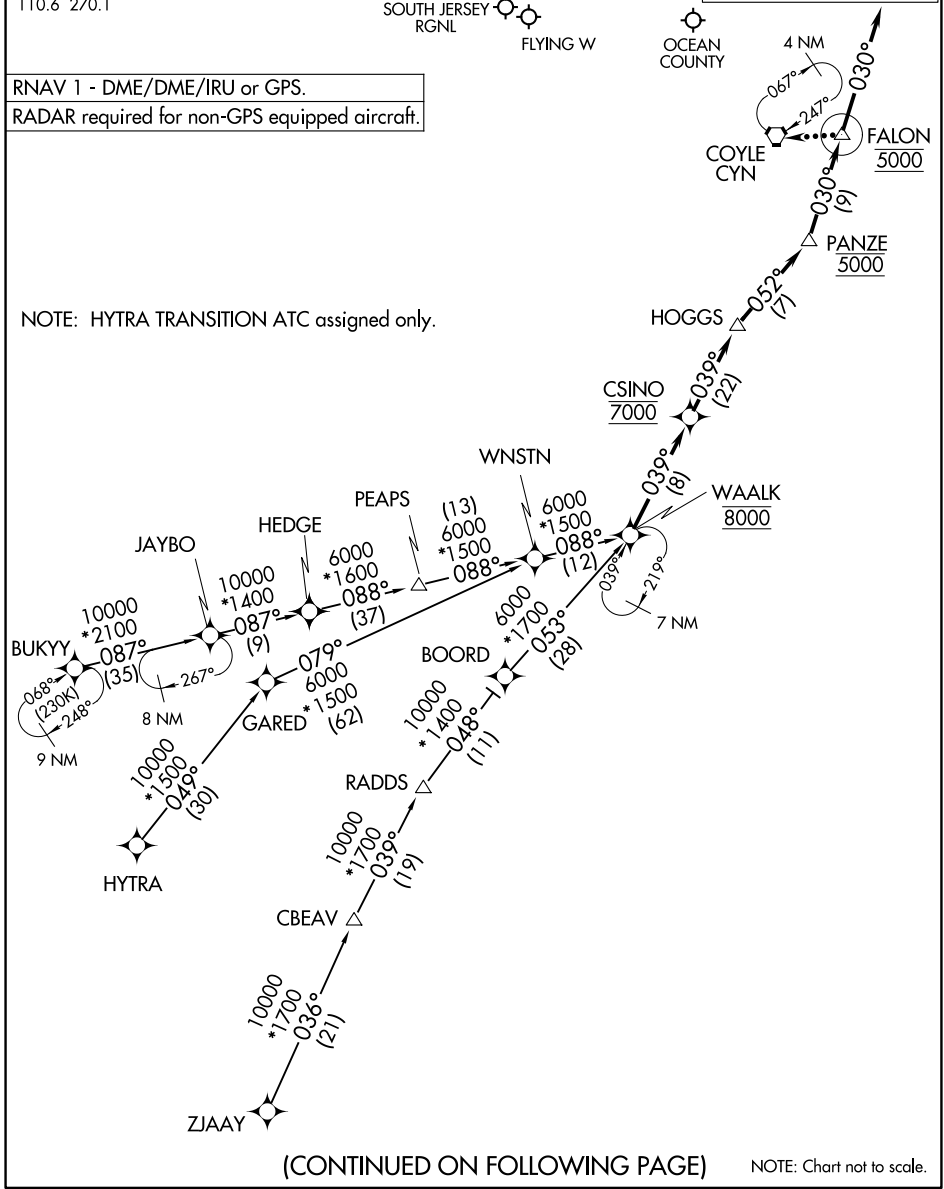 110.6 270.1
SOUTH JERSEY
RGNL
FLYING W
OCEAN
COUNTY
4 NM
067°
247°
030°
RNAV 1 - DME/DME/IRU or GPS.
RADAR required for non-GPS equipped aircraft.
COYLE
CYN
FALON
5000
030°
(9)
PANZE
5000
NOTE: HYTRA TRANSITION ATC assigned only.
HOGGS
052°
(7)
CSINO
7000
039°
(22)
WNSTN
039°
(8)
WAALK
8000
PEAPS
(13)
6000
*1500
088°
6000
*1500
088°
(12)
HEDGE
6000
*1600
088°
(37)
JAYBO
10000
*1400
087°
(9)
039°
219°
7 NM
10000
*2100
087°
(35)
BUKYY
068°
(230K)
248°
9 NM
267°
8 NM
079°
6000
*1500
(62)
GARED
BOORD
6000
*1700
053°
(28)
10000
*1500
049°
(30)
HYTRA
10000
*1400
048°
(11)
RADDS
10000
*1700
039°
(19)
CBEAV
10000
*1700
036°
(21)
ZJAAY
(CONTINUED ON FOLLOWING PAGE)
NOTE: Chart not to scale.